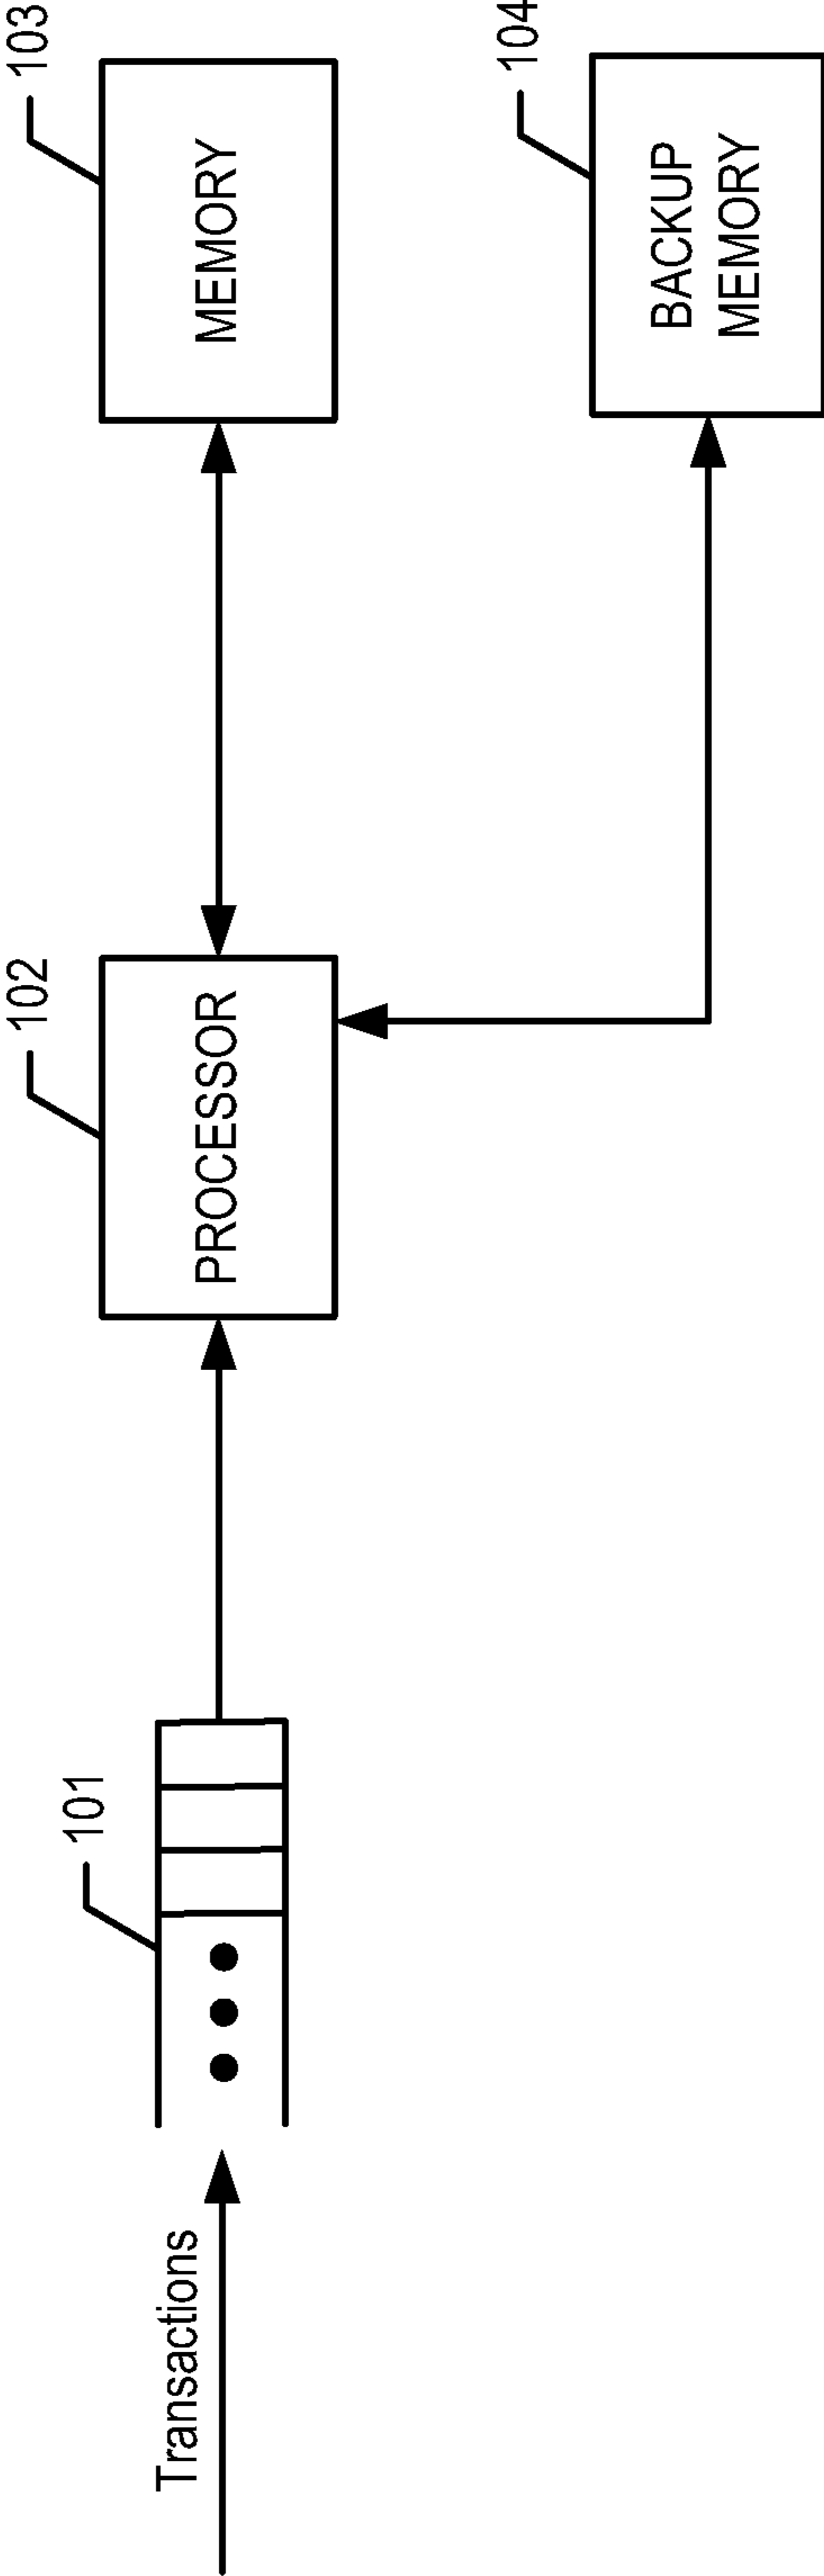 Transactions
101
102
PROCESSOR
103
MEMORY
104
BACKUP
MEMORY